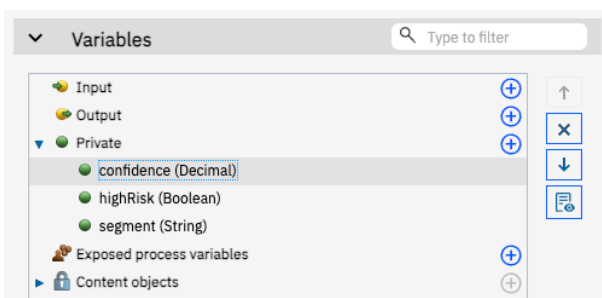 Variables
Type to filter
Input
Output
Private
confidence (Decimal)
highRisk (Boolean)
segment (String)
Exposed process variables
Content objects